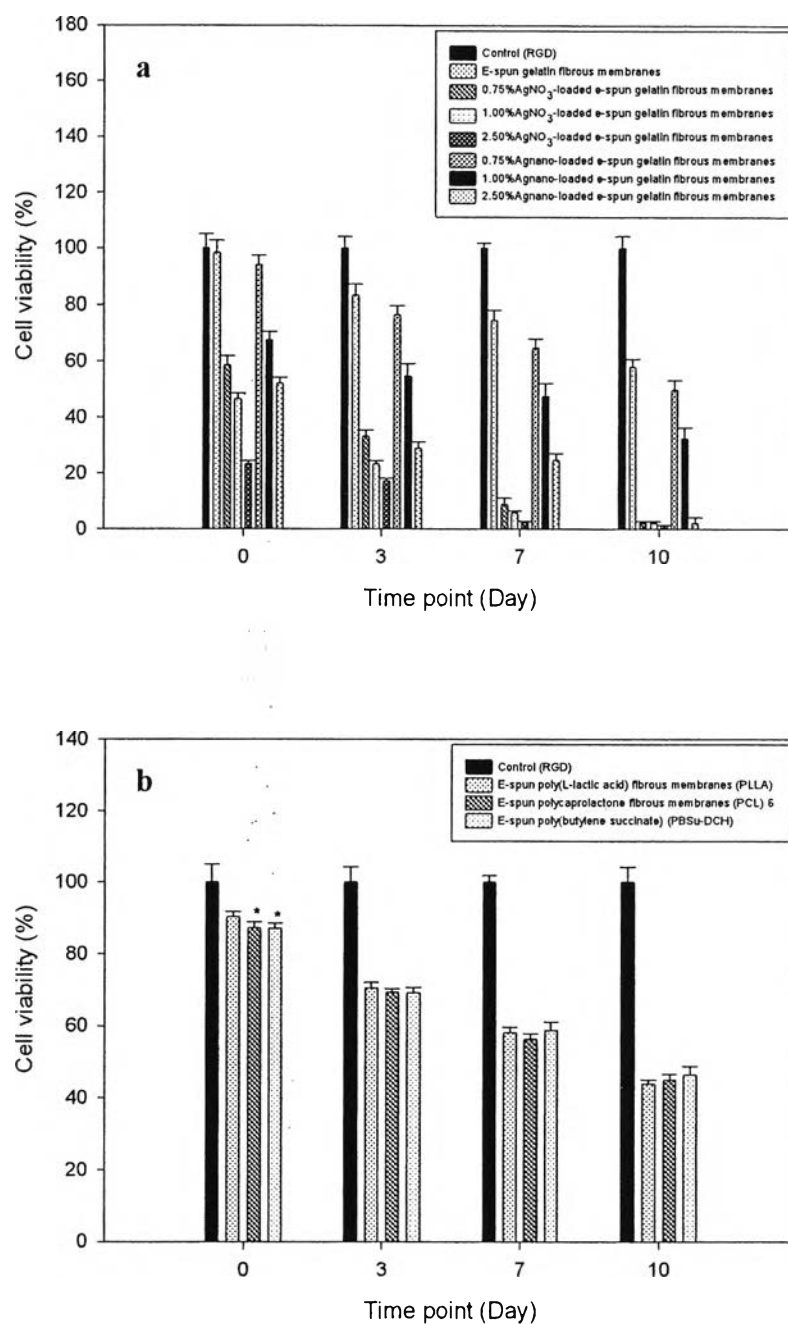 180
160
140
120
100
80
60
40
20
0
Cell viability (%)
a
Control (RGD)
E-spun gelatin fibrous membranes
0.75%AgNO3-loaded e-spun gelatin fibrous membranes
1.00%AgNO3-loaded e-spun gelatin fibrous membranes
2.50%AgNO3-loaded e-spun gelatin fibrous membranes
0.75%Agnano-loaded e-spun gelatin fibrous membranes
1.00%Agnano-loaded e-spun gelatin fibrous membranes
2.50%Agnano-loaded e-spun gelatin fibrous membranes
0 3 7 10
Time point (Day)
140
120
100
80
60
40
20
0
Cell viability (%)
b
Control (RGD)
E-spun poly(L-lactic acid) fibrous membranes (PLLA)
E-spun polycaprolactone fibrous membranes (PCL) 6
E-spun poly(butylene succinate) (PBSu-DCH)
* *
0 3 7 10
Time point (Day)